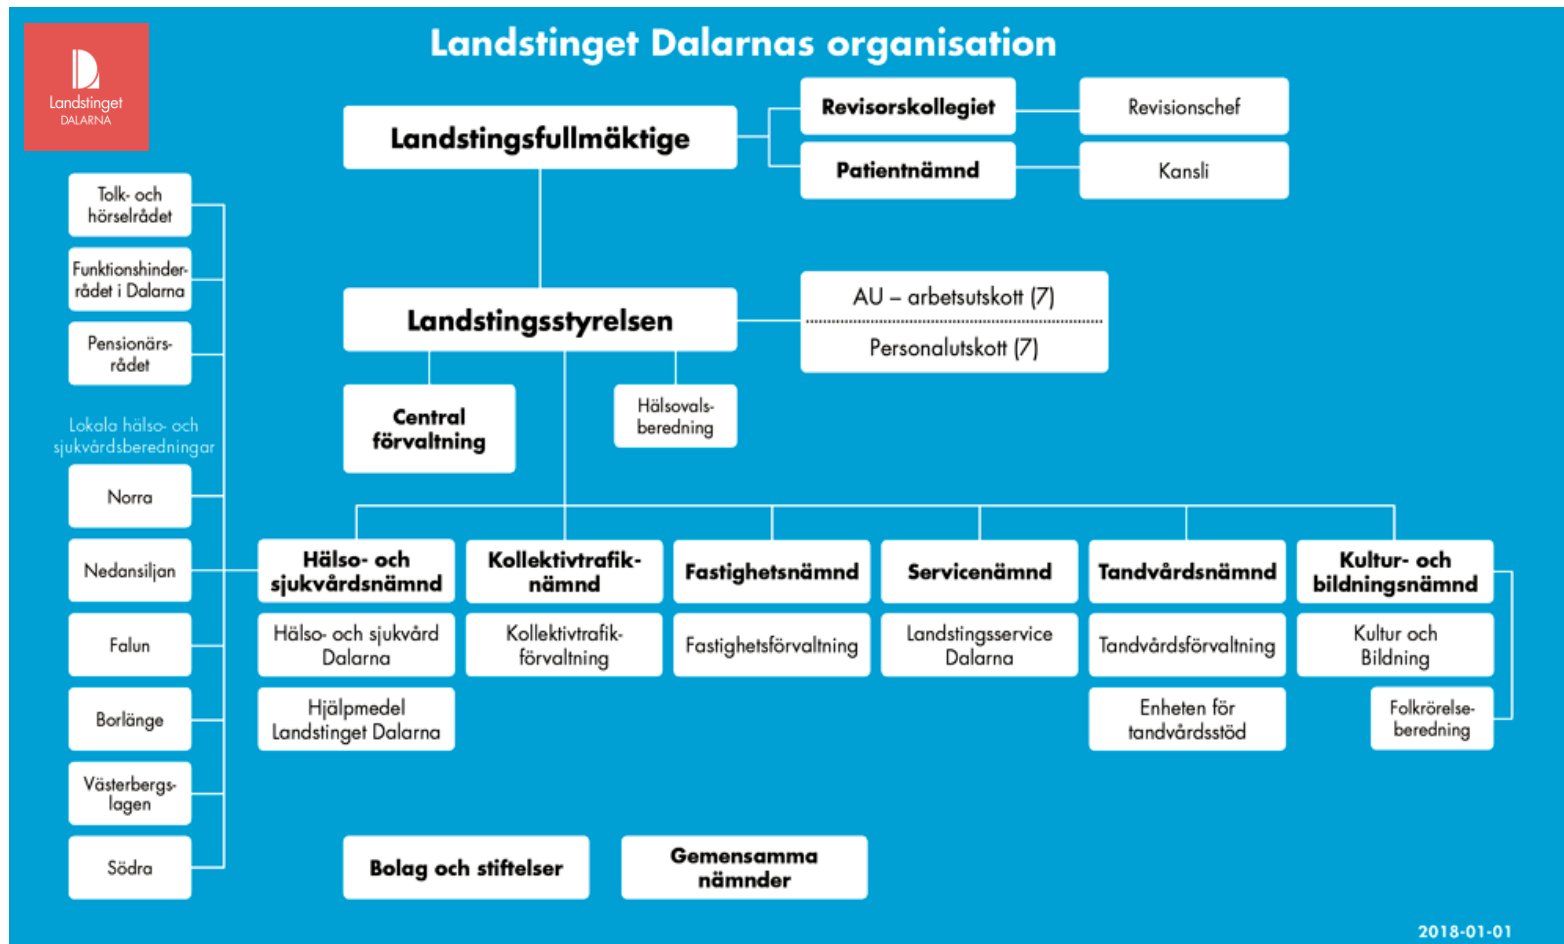 Landstinget Dalarnas organisation
Landstinget
DALARNA
Landstingsfullmäktige
Revisorskollegiet
Revisionschef
Patientnämnd
Kansli
Tolk- och
hörselrådet
Funktionshinder-
rådet i Dalarna
Pensionärs-
rådet
Landstingsstyrelsen
AU – arbetsutskott (7)
Personalutskott (7)
Central
förvaltning
Hälsovals-
beredning
Lokala hälso- och
sjukvårdsberedningar
Norra
Nedansiljan
Falun
Borlänge
Västerbergs-
lagen
Södra
Hälso- och
sjukvårdsnämnd
Hälso- och sjukvård
Dalarna
Hjälpmedel
Landstinget Dalarna
Kollektivtrafik-
nämnd
Kollektivtrafik-
förvaltning
Fastighetsnämnd
Fastighetsförvaltning
Servicenämnd
Landstingsservice
Dalarna
Tandvårdsnämnd
Tandvårdsförvaltning
Enheten för
tandvårdsstöd
Kultur- och
bildningsnämnd
Kultur och
Bildning
Folkrörelse-
beredning
Bolag och stiftelser
Gemensamma
nämnder
2018-01-01